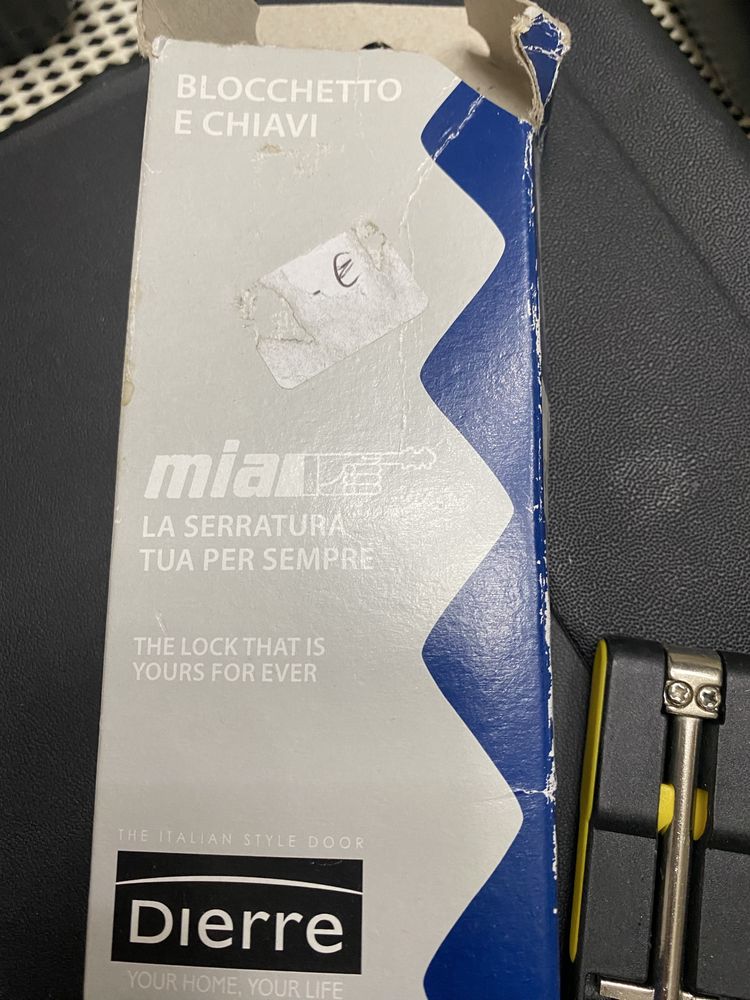 BLOCCHETTO
E CHIAVI
€
mia
LA SERRATURA
TUA PER SEMPRE
THE LOCK THAT IS
YOURS FOR EVER
THE ITALIAN STYLE DOOR
Dierre
YOUR HOME, YOUR LIFE